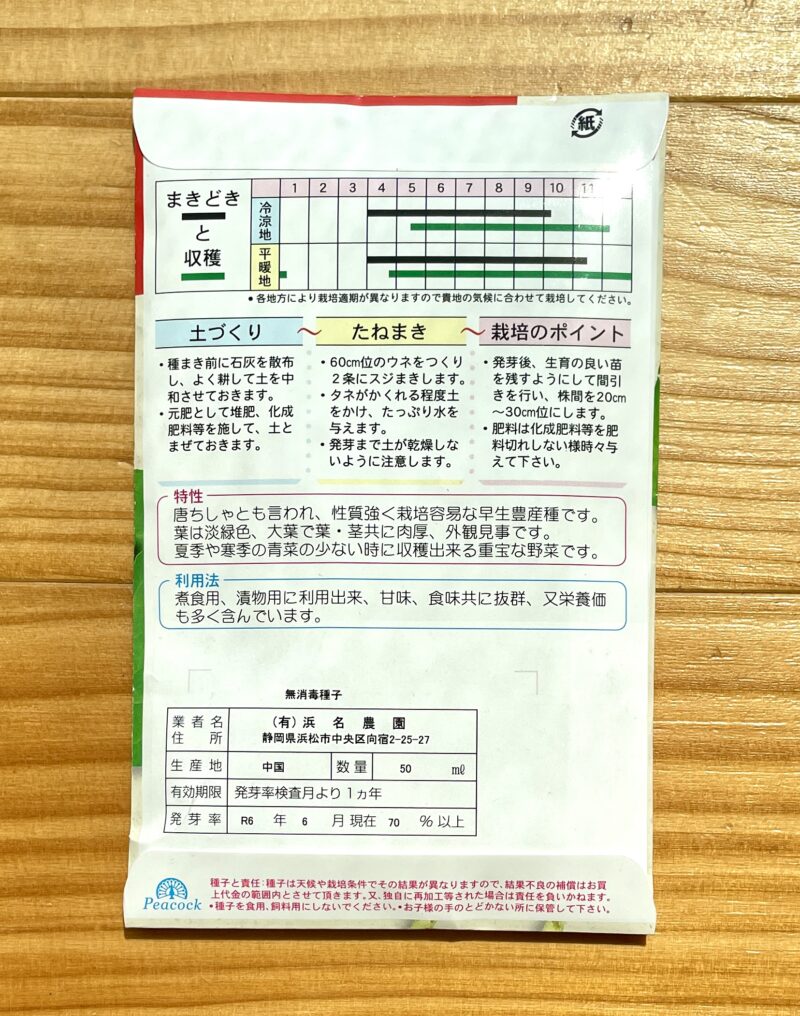 紙
まきどき
と
収穫
1 2 3 4 5 6 7 8 9 10 11
冷涼地
平暖地
●各地方により栽培適期が異なりますので貴地の気候に合わせて栽培してください。
土づくり 〜 たねまき 〜 栽培のポイント
・種まき前に石灰を散布
し、よく耕して土を中
和させておきます。
・元肥として堆肥、化成
肥料等を施して、土と
まぜておきます。
・60cm位のウネをつくり
2条にスジまきします。
・タネがかくれる程度土
をかけ、たっぷり水を
与えます。
・発芽まで土が乾燥しな
いように注意します。
・発芽後、生育の良い苗
を残すようにして間引
きを行い、株間を20cm
〜30cm位にします。
・肥料は化成肥料等を肥
料切れしない様時々与
えて下さい。
特性
唐ちしゃとも言われ、性質強く栽培容易な早生豊産種です。
葉は淡緑色、大葉で葉・茎共に肉厚、外観見事です。
夏季や寒季の青菜の少ない時に収穫出来る重宝な野菜です。
利用法
煮食用、漬物用に利用出来、甘味、食味共に抜群、又栄養価
も多く含んでいます。
無消毒種子
業者名 (有)浜名農園
住所 静岡県浜松市中央区向宿2-25-27
生産地 中国 数量 50 ㎖
有効期限 発芽率検査月より1ヵ年
発芽率 R6 年 6 月現在 70 %以上
Peacock
種子と責任:種子は天候や栽培条件でその結果が異なりますので、結果不良の補償はお買
上代金の範囲内とさせて頂きます。又、独自に再加工等された場合は責任を負いかねます。
●種子を食用、飼料用にしないでください。●お子様の手のとどかない所に保管して下さい。